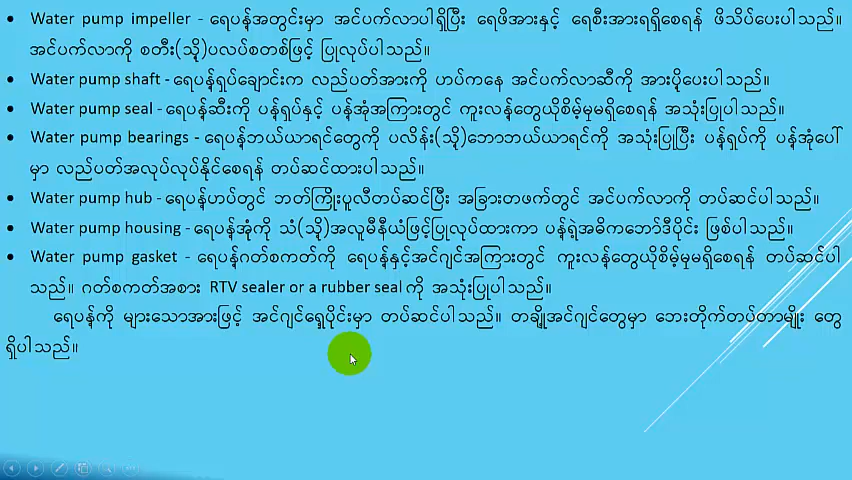 • Water pump impeller - ရေပန့်အတွင်းမှာ အင်ပက်လာပါရှိပြီး ရေဖိအားနှင့် ရေစီးအားရရှိစေရန် ဖိသိပ်ပေးပါသည်။
အင်ပက်လာကို စတီး(သို့)ပလပ်စတစ်ဖြင့် ပြုလုပ်ပါသည်။
• Water pump shaft - ရေပန့်ရှပ်ချောင်းက လည်ပတ်အားကို ဟပ်ကနေ အင်ပက်လာဆီကို အားပို့ပေးပါသည်။
• Water pump seal - ရေပန့်ဆီးကို ပန့်ရှပ်နှင့် ပန့်အုံအကြားတွင် ကူးလန့်တွေယိုစိမ့်မှုမရှိစေရန် အသုံးပြုပါသည်။
• Water pump bearings - ရေပန့်ဘယ်ယာရင်တွေကို ပလိန်း(သို့)ဘောဘယ်ယာရင်ကို အသုံးပြုပြီး ပန့်ရှပ်ကို ပန့်အုံပေါ်
မှာ လည်ပတ်အလုပ်လုပ်နိုင်စေရန် တပ်ဆင်ထားပါသည်။
• Water pump hub - ရေပန့်ဟပ်တွင် ဘတ်ကြိုးပူလီတပ်ဆင်ပြီး အခြားတဖက်တွင် အင်ပက်လာကို တပ်ဆင်ပါသည်။
• Water pump housing - ရေပန့်အုံကို သံ(သို့)အလူမီနီယံဖြင့်ပြုလုပ်ထားကာ ပန့်ရဲ့အဓိကဘော်ဒီပိုင်း ဖြစ်ပါသည်။
• Water pump gasket - ရေပန့်ဂတ်စကတ်ကို ရေပန့်နှင့်အင်ဂျင်အကြားတွင် ကူးလန့်တွေယိုစိမ့်မှုမရှိစေရန် တပ်ဆင်ပါ
သည်။ ဂတ်စကတ်အစား RTV sealer or a rubber seal ကို အသုံးပြုပါသည်။
ရေပန့်ကို များသောအားဖြင့် အင်ဂျင်ရှေ့ပိုင်းမှာ တပ်ဆင်ပါသည်။ တချို့အင်ဂျင်တွေမှာ ဘေးတိုက်တပ်တာမျိုး တွေ
ရှိပါသည်။